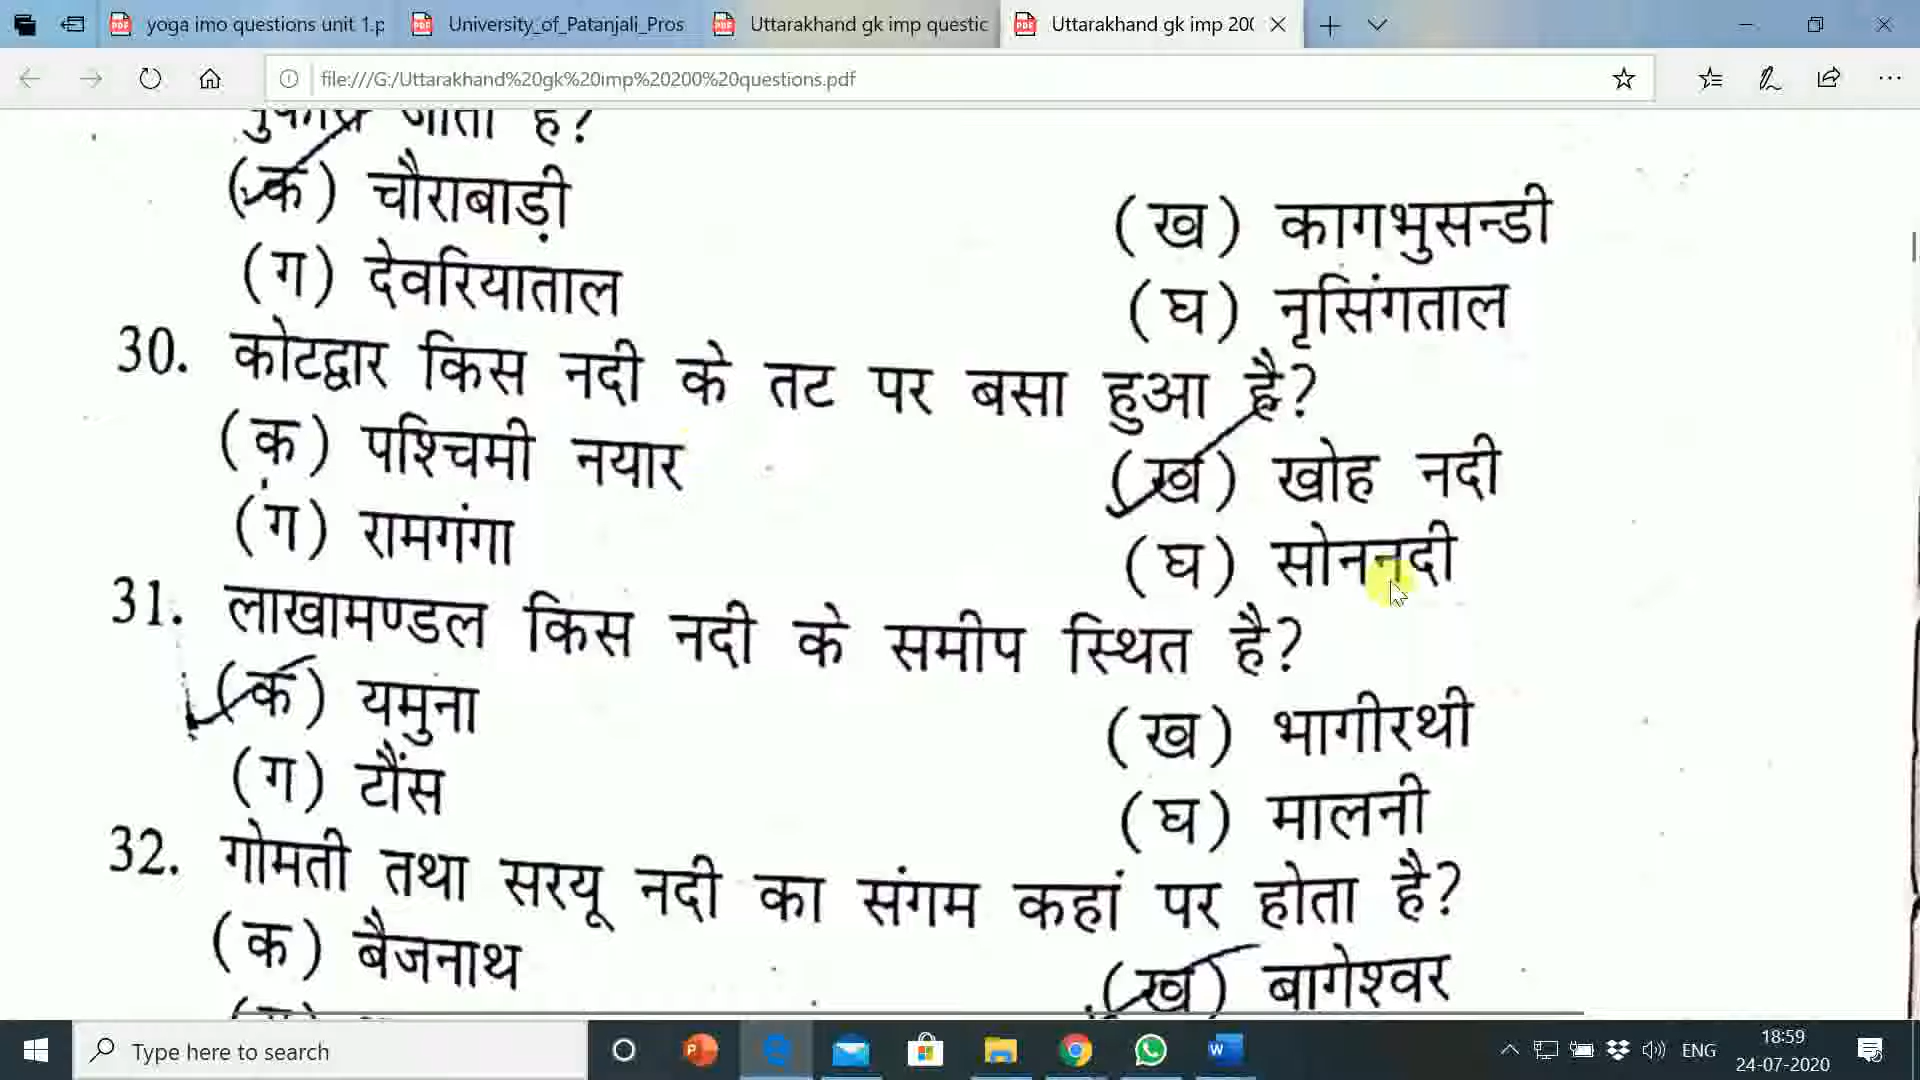 yoga imo questions unit 1.p
University_of_Patanjali_Pros
Uttarakhand gk imp questic
Uttarakhand gk imp 200
file:///G:/Uttarakhand%20gk%20imp%20200%20questions.pdf
जाता है?
(क) चौराबाड़ी (ख) कागभुसन्डी
(ग) देवरियाताल (घ) नृसिंगताल
30. कोटद्वार किस नदी के तट पर बसा हुआ है?
(क) पश्चिमी नयार (ख) खोह नदी
(ग) रामगंगा (घ) सोननदी
31. लाखामण्डल किस नदी के समीप स्थित है?
(क) यमुना (ख) भागीरथी
(ग) टौंस (घ) मालनी
32. गोमती तथा सरयू नदी का संगम कहां पर होता है?
(क) बैजनाथ (ख) बागेश्वर
Type here to search
ENG
18:59
24-07-2020